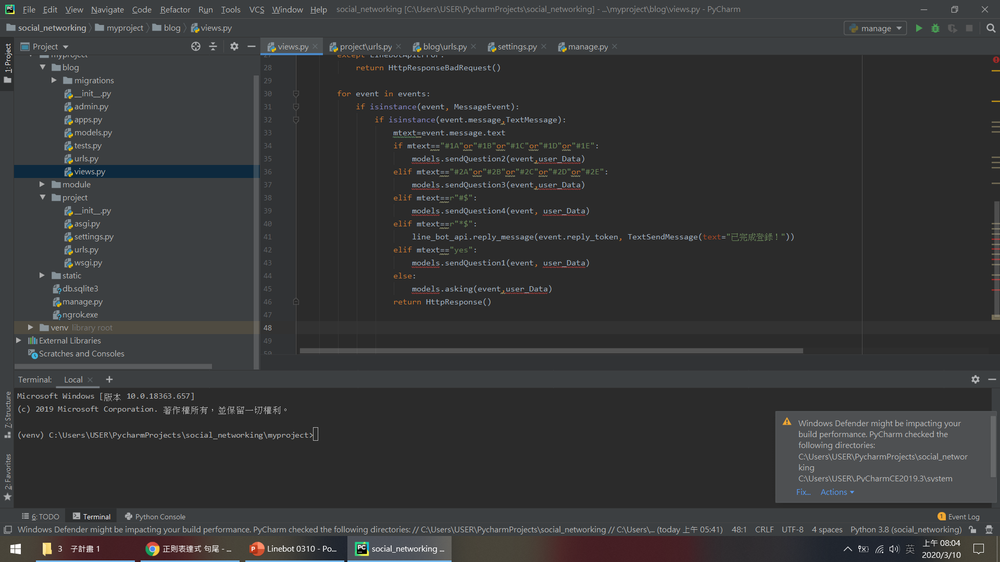 File Edit View Navigate Code Refactor Run Tools VCS Window Help social_networking [C:\Users\USER\PycharmProjects\social_networking] - ...\myproject\blog\views.py - PyCharm
social_networking myproject blog views.py manage
1: Project
Project
views.py project\urls.py blog\urls.py settings.py manage.py
myproject
blog
migrations
__init__.py
admin.py
apps.py
models.py
tests.py
urls.py
views.py
module
project
__init__.py
asgi.py
settings.py
urls.py
wsgi.py
static
db.sqlite3
manage.py
ngrok.exe
venv library root
External Libraries
Scratches and Consoles
27 except LineBotApiError:
28 return HttpResponseBadRequest()
29
30 for event in events:
31 if isinstance(event, MessageEvent):
32 if isinstance(event.message,TextMessage):
33 mtext=event.message.text
34 if mtext=="#1A"or"#1B"or"#1C"or"#1D"or"#1E":
35 models.sendQuestion2(event,user_Data)
36 elif mtext=="#2A"or"#2B"or"#2C"or"#2D"or"#2E":
37 models.sendQuestion3(event,user_Data)
38 elif mtext==r"#$":
39 models.sendQuestion4(event, user_Data)
40 elif mtext==r"*$":
41 line_bot_api.reply_message(event.reply_token, TextSendMessage(text="已完成登錄！"))
42 elif mtext=="yes":
43 models.sendQuestion1(event, user_Data)
44 else:
45 models.asking(event,user_Data)
46 return HttpResponse()
47
48
49
50
Terminal: Local
Microsoft Windows [版本 10.0.18363.657]
(c) 2019 Microsoft Corporation. 著作權所有，並保留一切權利。
(venv) C:\Users\USER\PycharmProjects\social_networking\myproject>
7: Structure
2: Favorites
Windows Defender might be impacting your
build performance. PyCharm checked the
following directories:
C:\Users\USER\PycharmProjects\social_networ
king
C:\Users\USER\.PyCharmCE2019.3\system
Fix... Actions
6: TODO Terminal Python Console 1 Event Log
Windows Defender might be impacting your build performance. PyCharm checked the following directories: // C:\Users\USER\PycharmProjects\social_networking // C:\Users\... (today 上午 05:41) 48:1 CRLF UTF-8 4 spaces Python 3.8 (social_networking)
3 子計畫 1 正則表達式 句尾 - ... Linebot 0310 - Po... social_networking ... 英 上午 08:04
2020/3/10